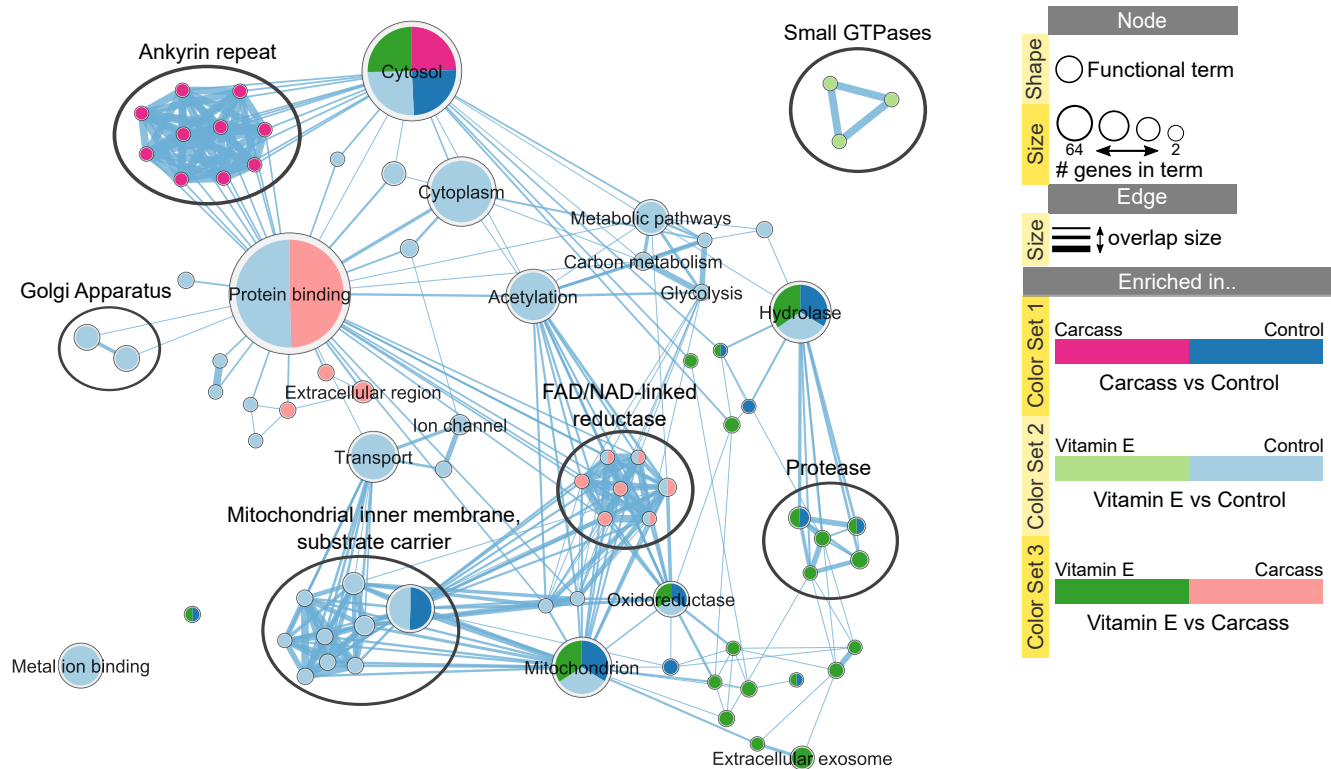 Ankyrin repeat
Cytosol
Small GTPases
Cytoplasm
Metabolic pathways
Carbon metabolism
Golgi Apparatus
Protein binding
Acetylation
Glycolysis
Hydrolase
Extracellular region
FAD/NAD-linked
reductase
Ion channel
Transport
Protease
Mitochondrial inner membrane,
substrate carrier
Oxidoreductase
Metal ion binding
Mitochondrion
Extracellular exosome
Node
Shape
Functional term
Size
64
2
# genes in term
Edge
Size
overlap size
Enriched in..
Color Set 1
Carcass
Control
Carcass vs Control
Color Set 2
Vitamin E
Control
Vitamin E vs Control
Color Set 3
Vitamin E
Carcass
Vitamin E vs Carcass